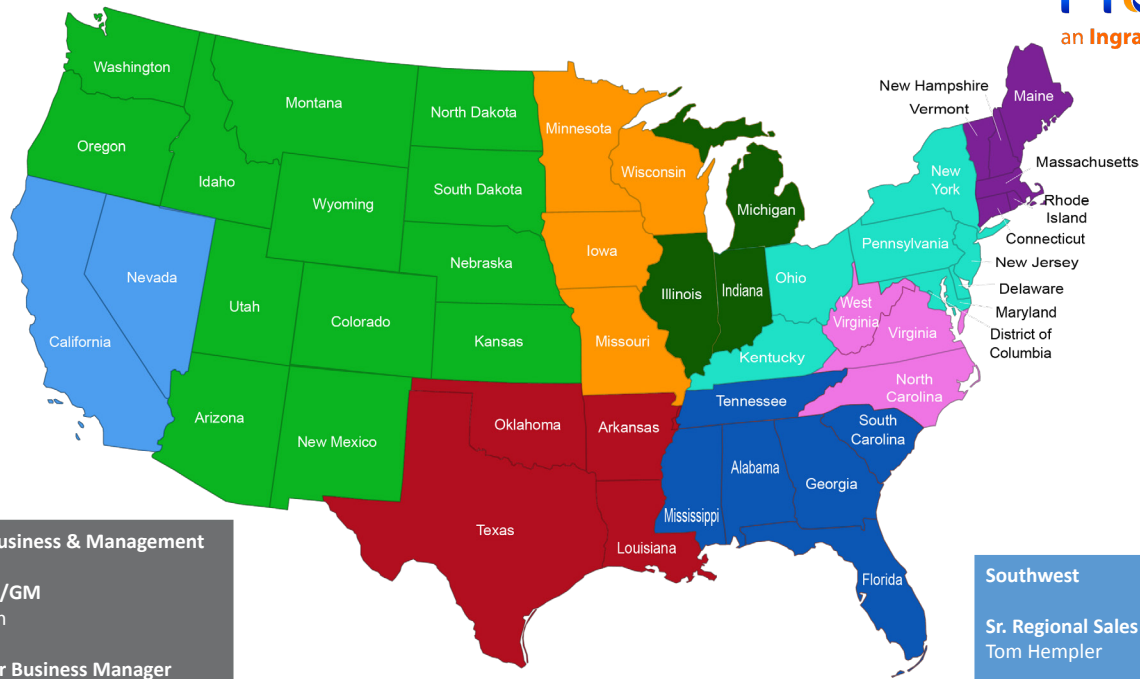 an Ingra
Washington
Montana
North Dakota
Minnesota
New Hampshire
Vermont
Maine
Oregon
Idaho
Wyoming
South Dakota
Wisconsin
Michigan
New
York
Massachusetts
Rhode
Island
Connecticut
Nevada
Utah
Nebraska
Iowa
Illinois
Indiana
Ohio
Pennsylvania
New Jersey
Delaware
Maryland
District of
Columbia
California
Colorado
Kansas
Missouri
Kentucky
West
Virginia
Virginia
Arizona
New Mexico
Oklahoma
Arkansas
Tennessee
North
Carolina
South
Carolina
Texas
Louisiana
Mississippi
Alabama
Georgia
Florida
usiness & Management
/GM
r Business Manager
Southwest
Sr. Regional Sales
Tom Hempler